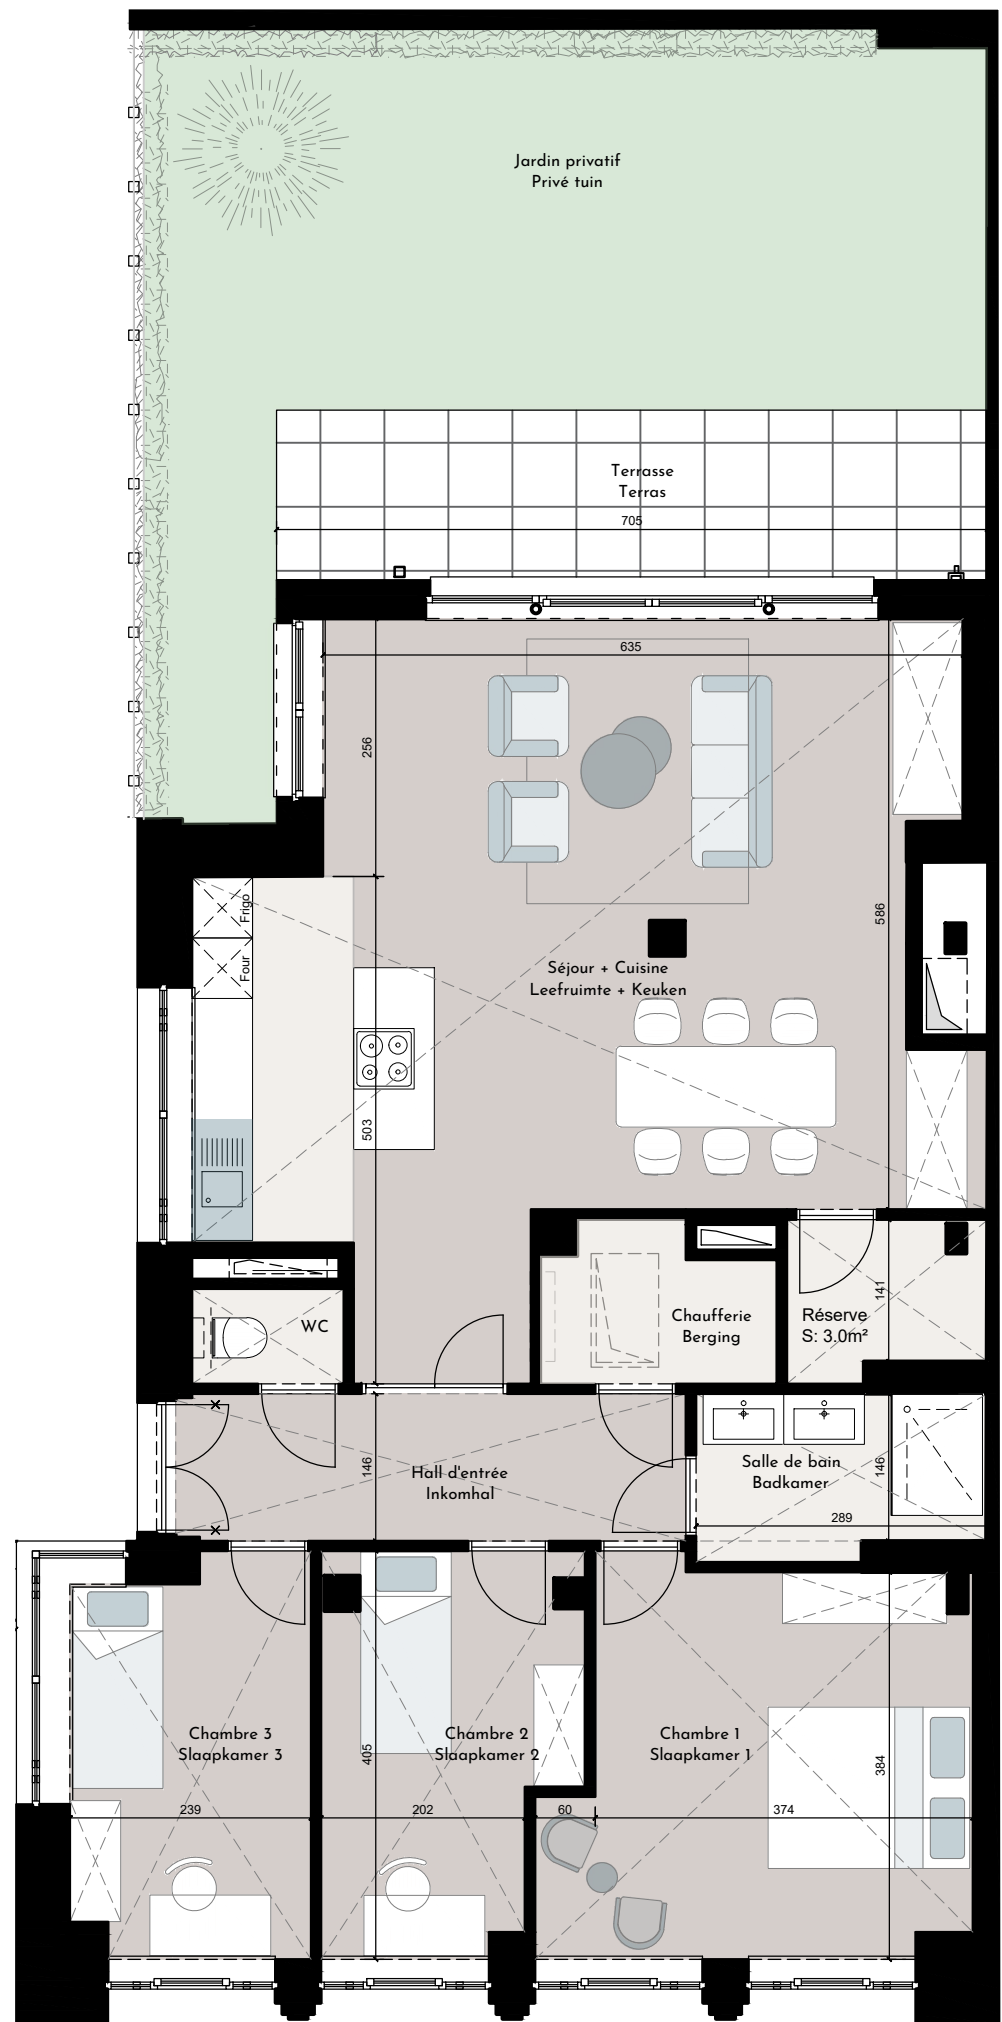 Jardin privatif
Privé tuin
Terrasse
Terras
705
635
256
586
Frigo
Four
Séjour + Cuisine
Leefruimte + Keuken
503
WC
Chaufferie
Berging
141
Réserve
S: 3.0m²
Hall d'entrée
Inkomhal
146
Salle de bain
Badkamer
146
289
Chambre 3
Slaapkamer 3
Chambre 2
Slaapkamer 2
Chambre 1
Slaapkamer 1
405
384
239
202
60
374